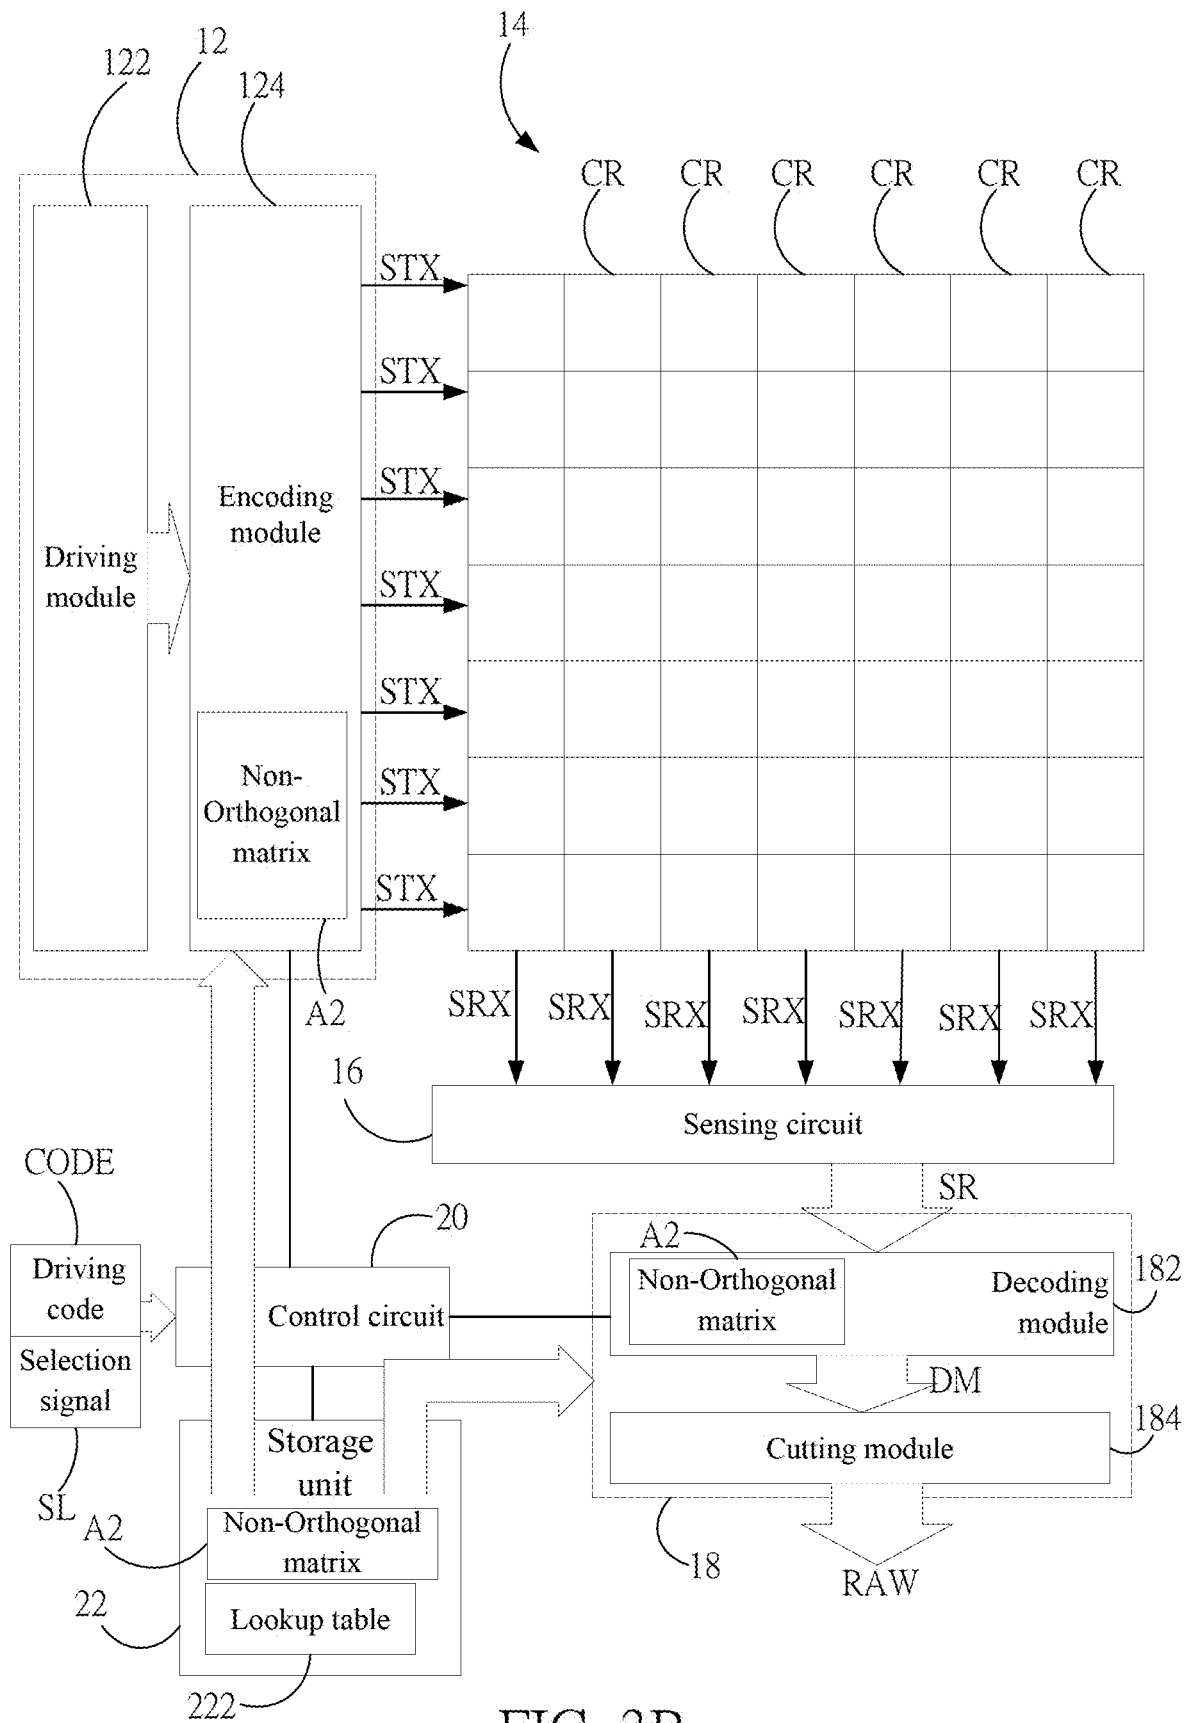 14
12
122
124
CR CR CR CR CR CR
STX
STX
STX
STX
STX
STX
STX
Encoding
module
Driving
module
Non-
Orthogonal
matrix
A2
SRX SRX SRX SRX SRX SRX SRX
16
Sensing circuit
SR
CODE
Driving
code
Selection
signal
SL
20
Control circuit
A2
Non-Orthogonal
matrix
Decoding
module
182
DM
Cutting module
184
18
RAW
Storage
unit
A2
Non-Orthogonal
matrix
22
Lookup table
222